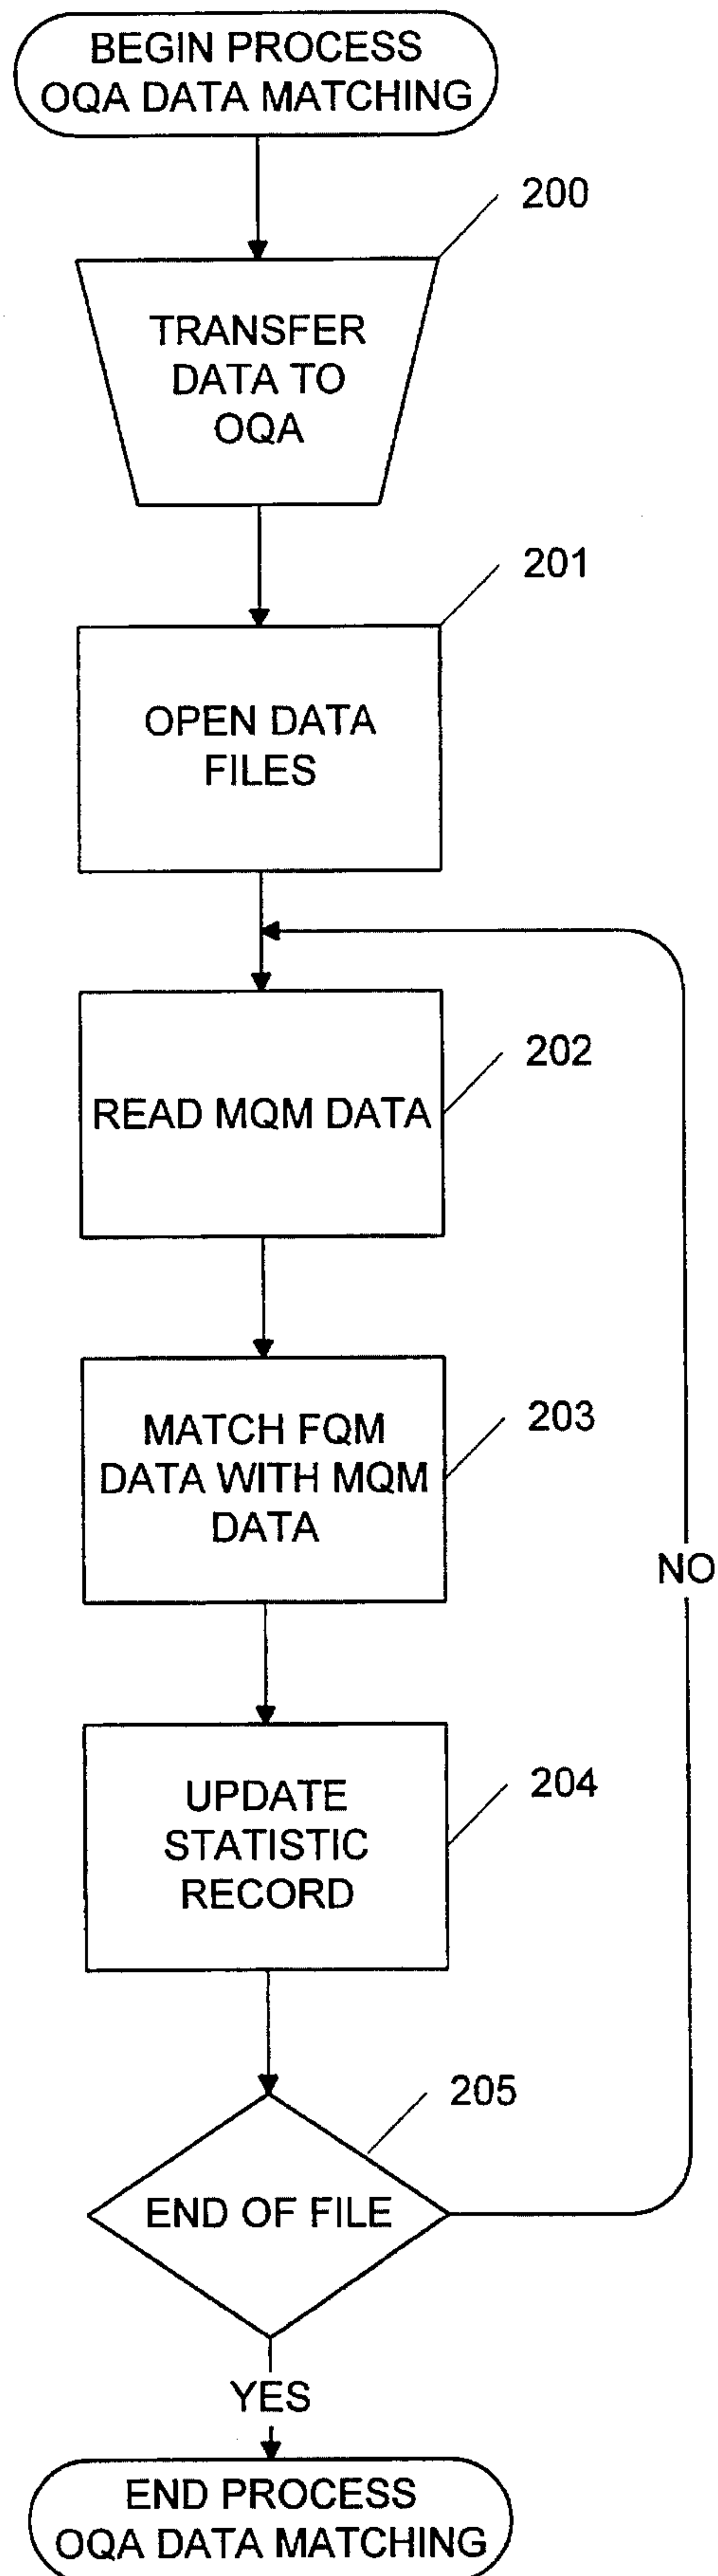 BEGIN PROCESS
OQA DATA MATCHING
200
TRANSFER
DATA TO
OQA
201
OPEN DATA
FILES
202
READ MQM DATA
203
MATCH FQM
DATA WITH MQM
DATA
NO
204
UPDATE
STATISTIC
RECORD
205
END OF FILE
YES
END PROCESS
OQA DATA MATCHING